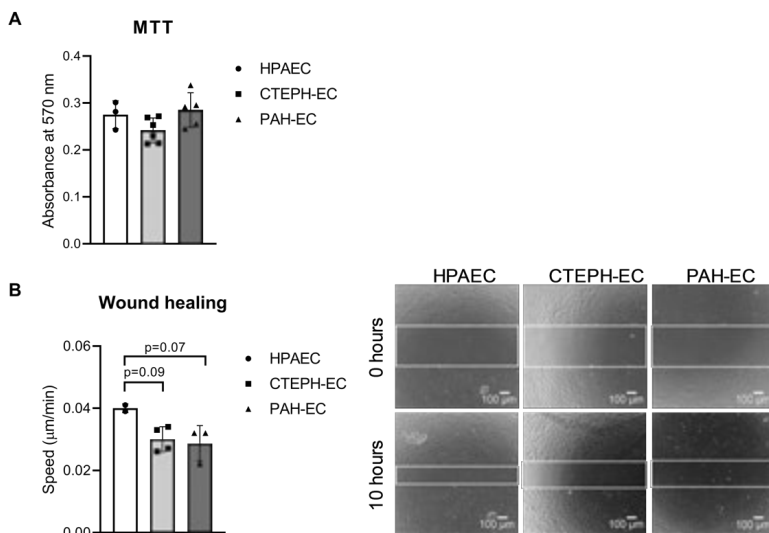 A
MTT
Absorbance at 570 nm
0.4
0.3
0.2
0.1
0.0
HPAEC
CTEPH-EC
PAH-EC
B
Wound healing
Speed (µm/min)
0.06
0.04
0.02
0.00
p=0.07
p=0.09
HPAEC
CTEPH-EC
PAH-EC
HPAEC CTEPH-EC PAH-EC
0 hours
100 µm 100 µm 100 µm
10 hours
100 µm 100 µm 100 µm